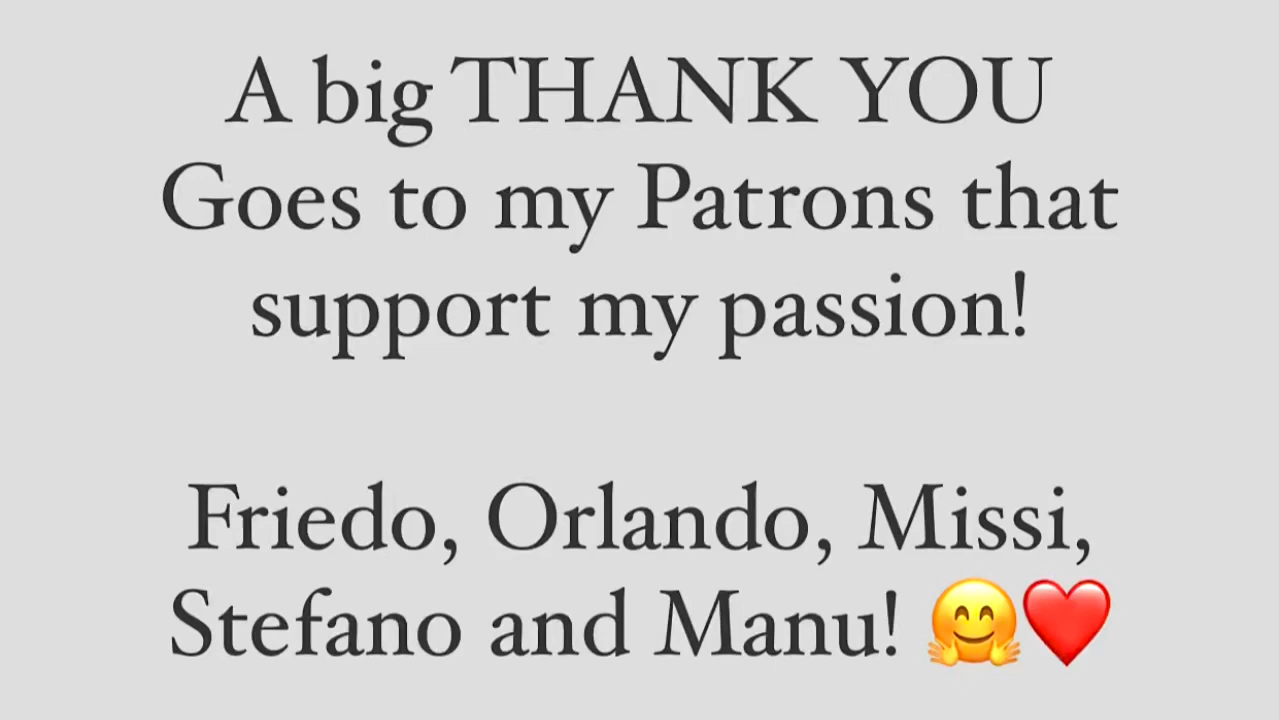 A big THANK YOU
Goes to my Patrons that
support my passion!
Friedo, Orlando, Missi,
Stefano and Manu! 🤗❤️